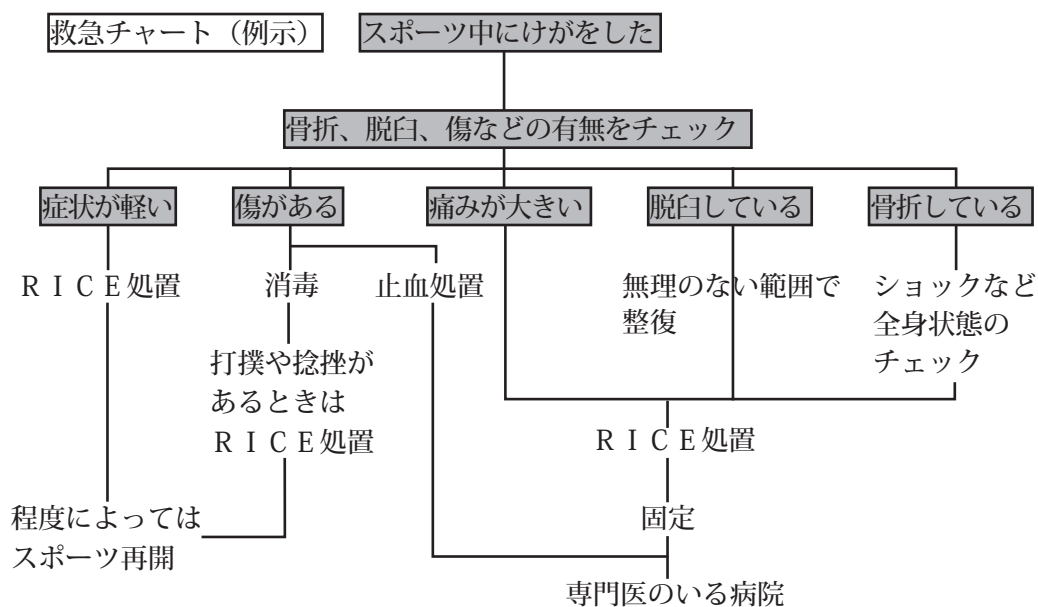 救急チャート（例示）
スポーツ中にけがをした
骨折、脱臼、傷などの有無をチェック
症状が軽い
傷がある
痛みが大きい
脱臼している
骨折している
ＲＩＣＥ処置
消毒
止血処置
無理のない範囲で
整復
ショックなど
全身状態の
チェック
打撲や捻挫が
あるときは
ＲＩＣＥ処置
ＲＩＣＥ処置
程度によっては
スポーツ再開
固定
専門医のいる病院